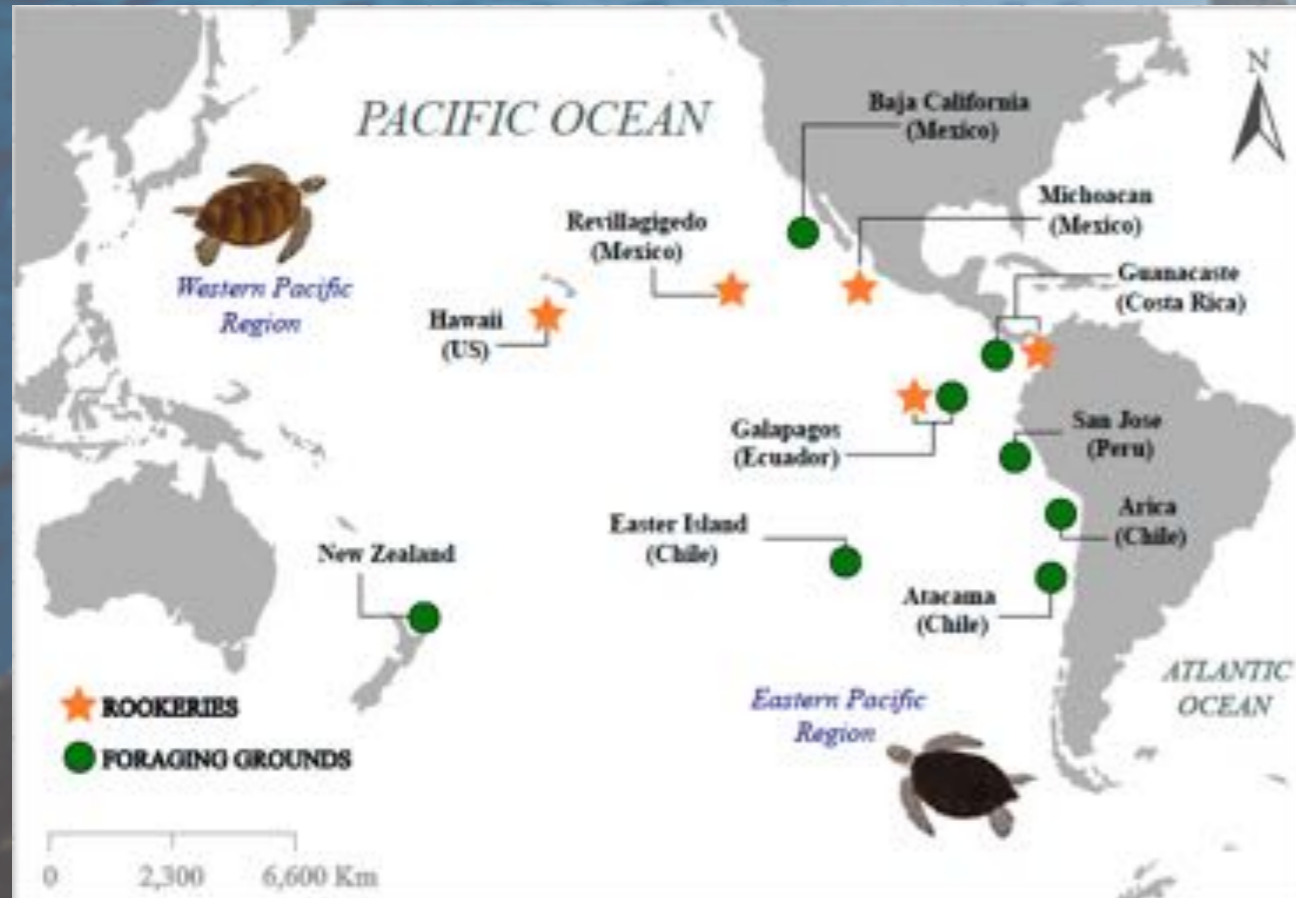 N
PACIFIC OCEAN
Baja California
(Mexico)
Michoacan
(Mexico)
Revillagigedo
(Mexico)
Guanacaste
(Costa Rica)
Western Pacific
Region
Hawaii
(US)
Galapagos
(Ecuador)
San Jose
(Peru)
Easter Island
(Chile)
Arica
(Chile)
New Zealand
Atacama
(Chile)
ATLANTIC
OCEAN
Eastern Pacific
Region
ROOKERIES
FORAGING GROUNDS
0 2,300 6,600 Km